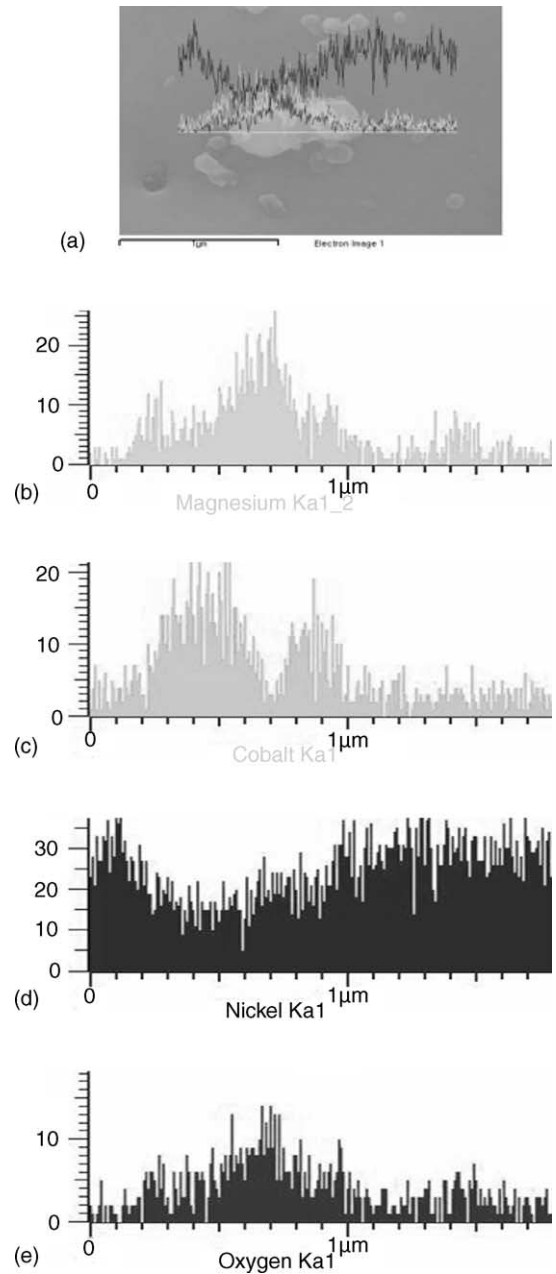 (a)
1µm Electron Image 1
20
10
0
(b)
0 1µm
Magnesium Ka1_2
20
10
0
(c)
0 1µm
Cobalt Ka1
30
20
10
0
(d)
0 1µm
Nickel Ka1
10
0
(e)
0 1µm
Oxygen Ka1